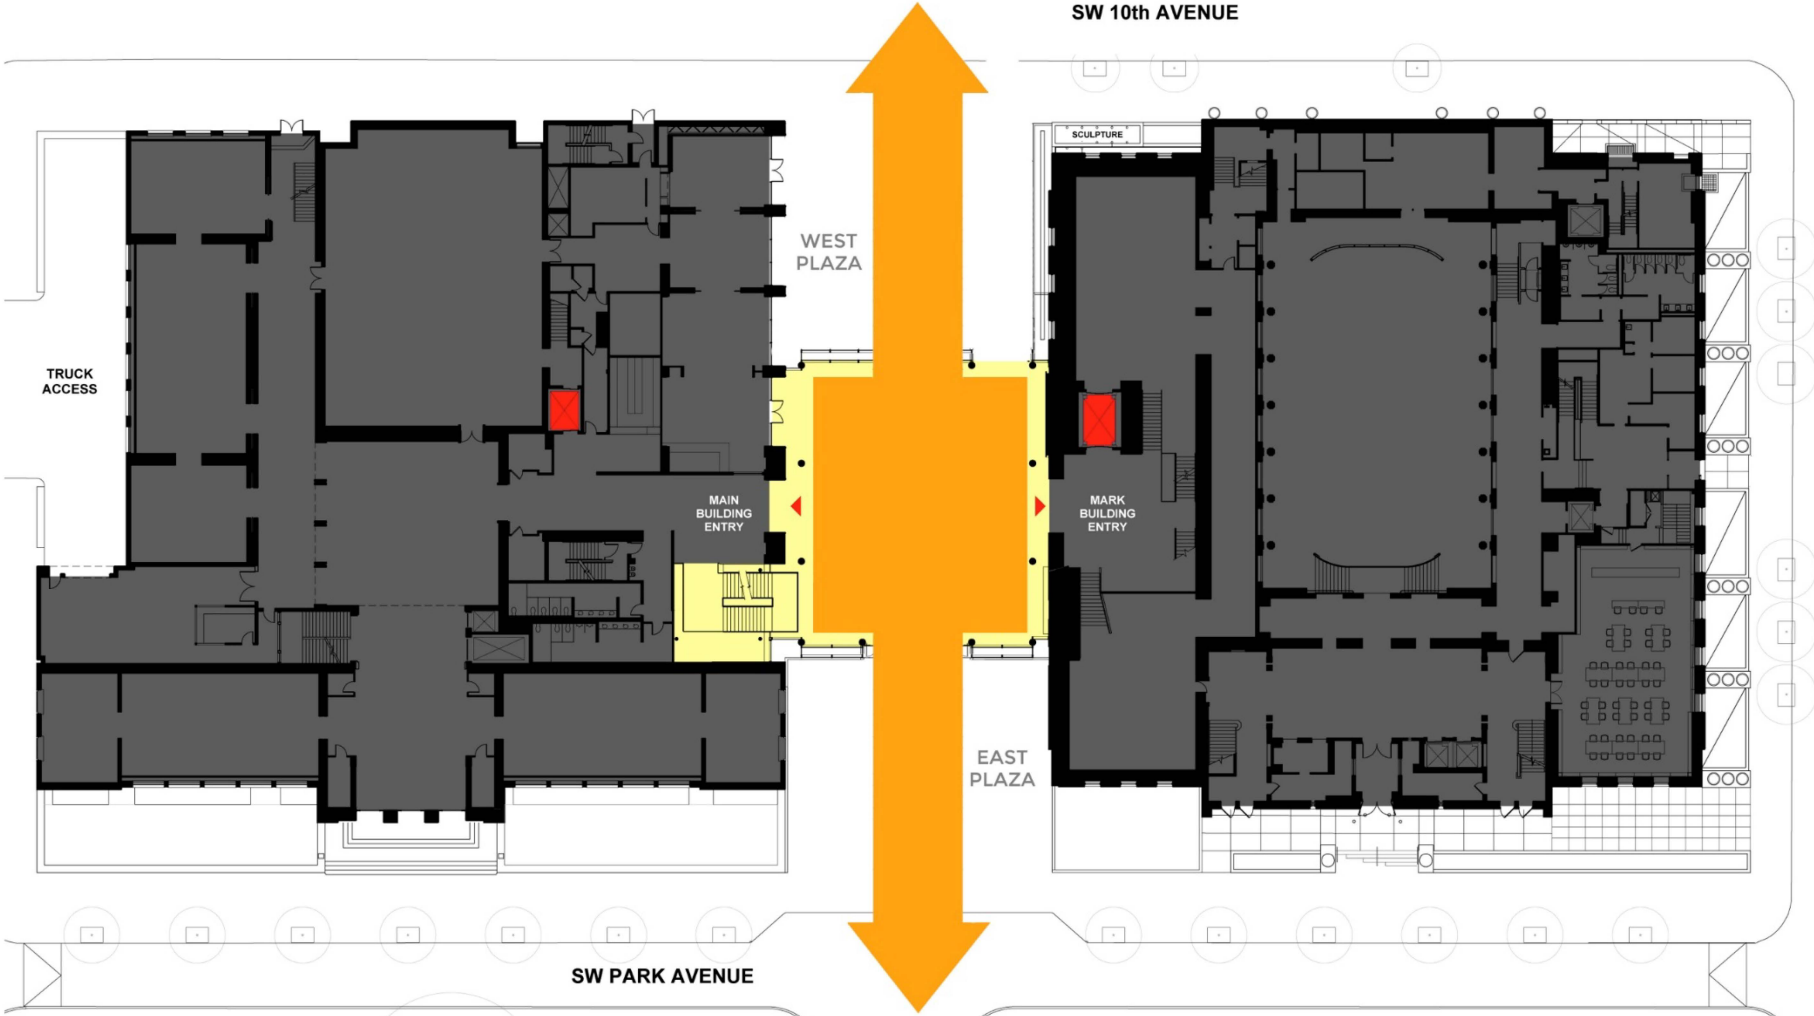 SW 10th AVENUE
SCULPTURE
WEST
PLAZA
TRUCK
ACCESS
MAIN
BUILDING
ENTRY
MARK
BUILDING
ENTRY
EAST
PLAZA
SW PARK AVENUE